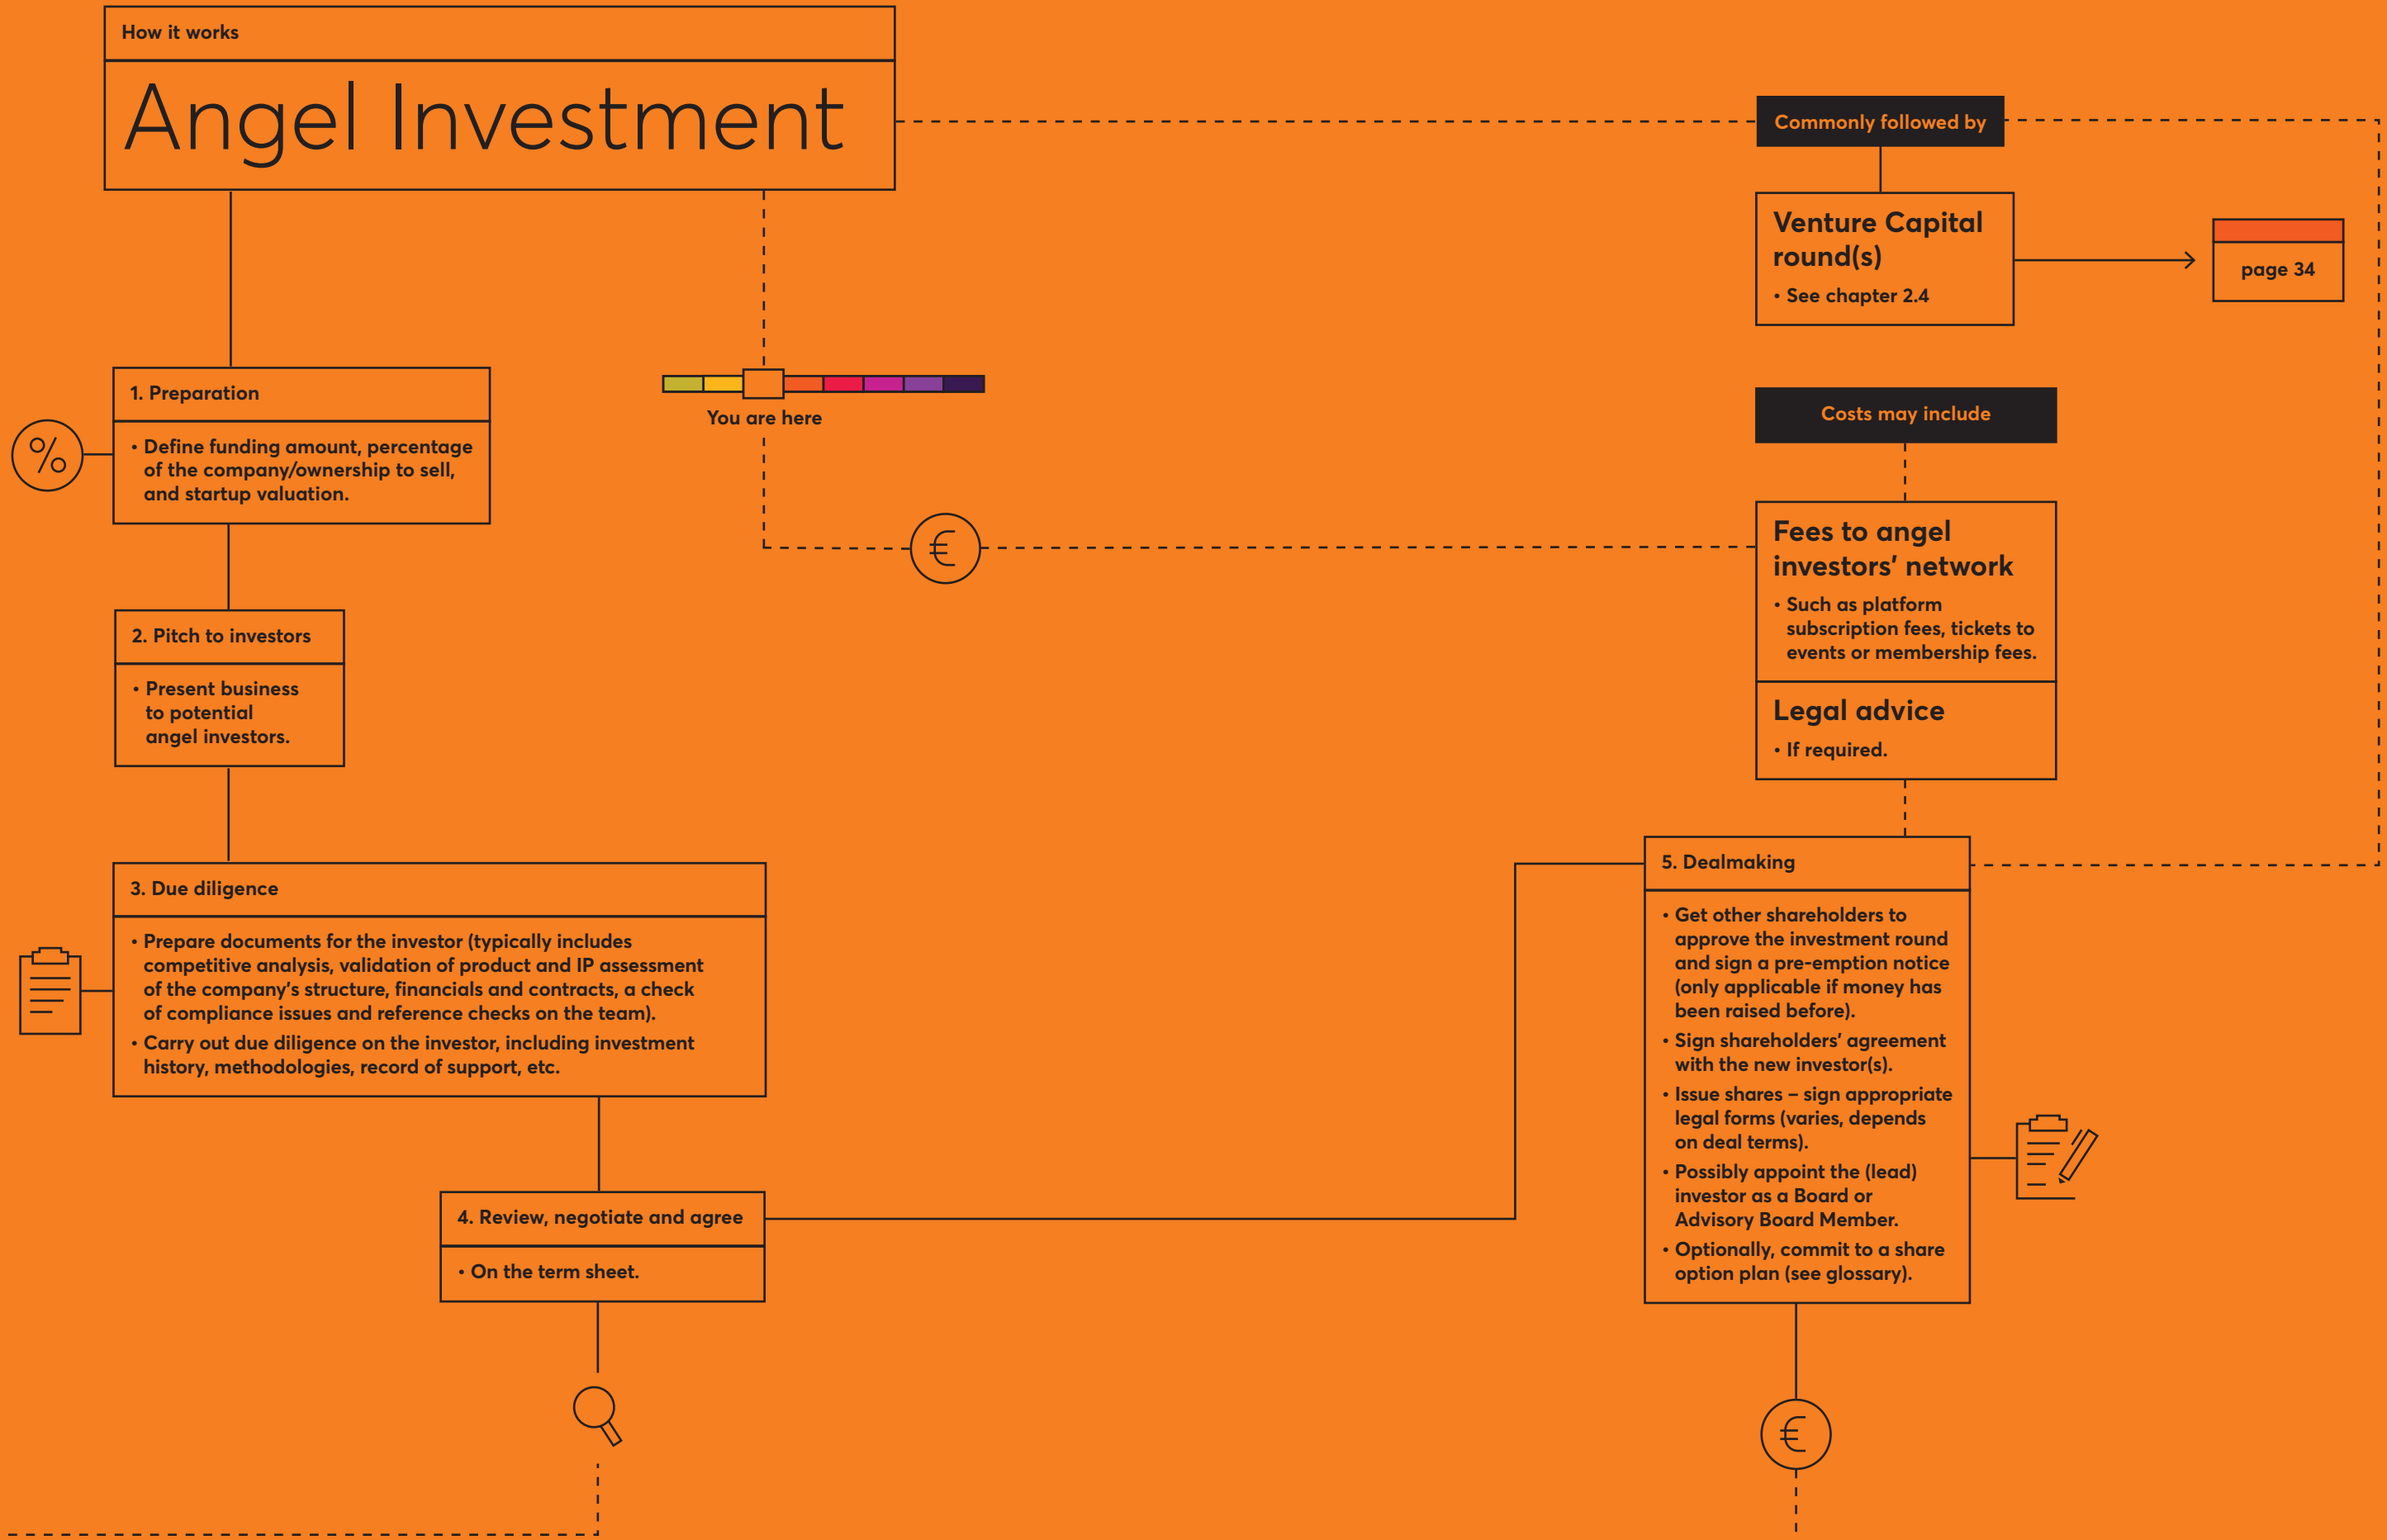 How it works
Angel Investment
Commonly followed by
Venture Capital
round(s)
• See chapter 2.4
page 34
1. Preparation
• Define funding amount, percentage
of the company/ownership to sell,
and startup valuation.
%
You are here
€
Costs may include
Fees to angel
investors’ network
• Such as platform
subscription fees, tickets to
events or membership fees.
Legal advice
• If required.
2. Pitch to investors
• Present business
to potential
angel investors.
3. Due diligence
• Prepare documents for the investor (typically includes
competitive analysis, validation of product and IP assessment
of the company’s structure, financials and contracts, a check
of compliance issues and reference checks on the team).
• Carry out due diligence on the investor, including investment
history, methodologies, record of support, etc.
4. Review, negotiate and agree
• On the term sheet.
5. Dealmaking
• Get other shareholders to
approve the investment round
and sign a pre-emption notice
(only applicable if money has
been raised before).
• Sign shareholders’ agreement
with the new investor(s).
• Issue shares – sign appropriate
legal forms (varies, depends
on deal terms).
• Possibly appoint the (lead)
investor as a Board or
Advisory Board Member.
• Optionally, commit to a share
option plan (see glossary).
€